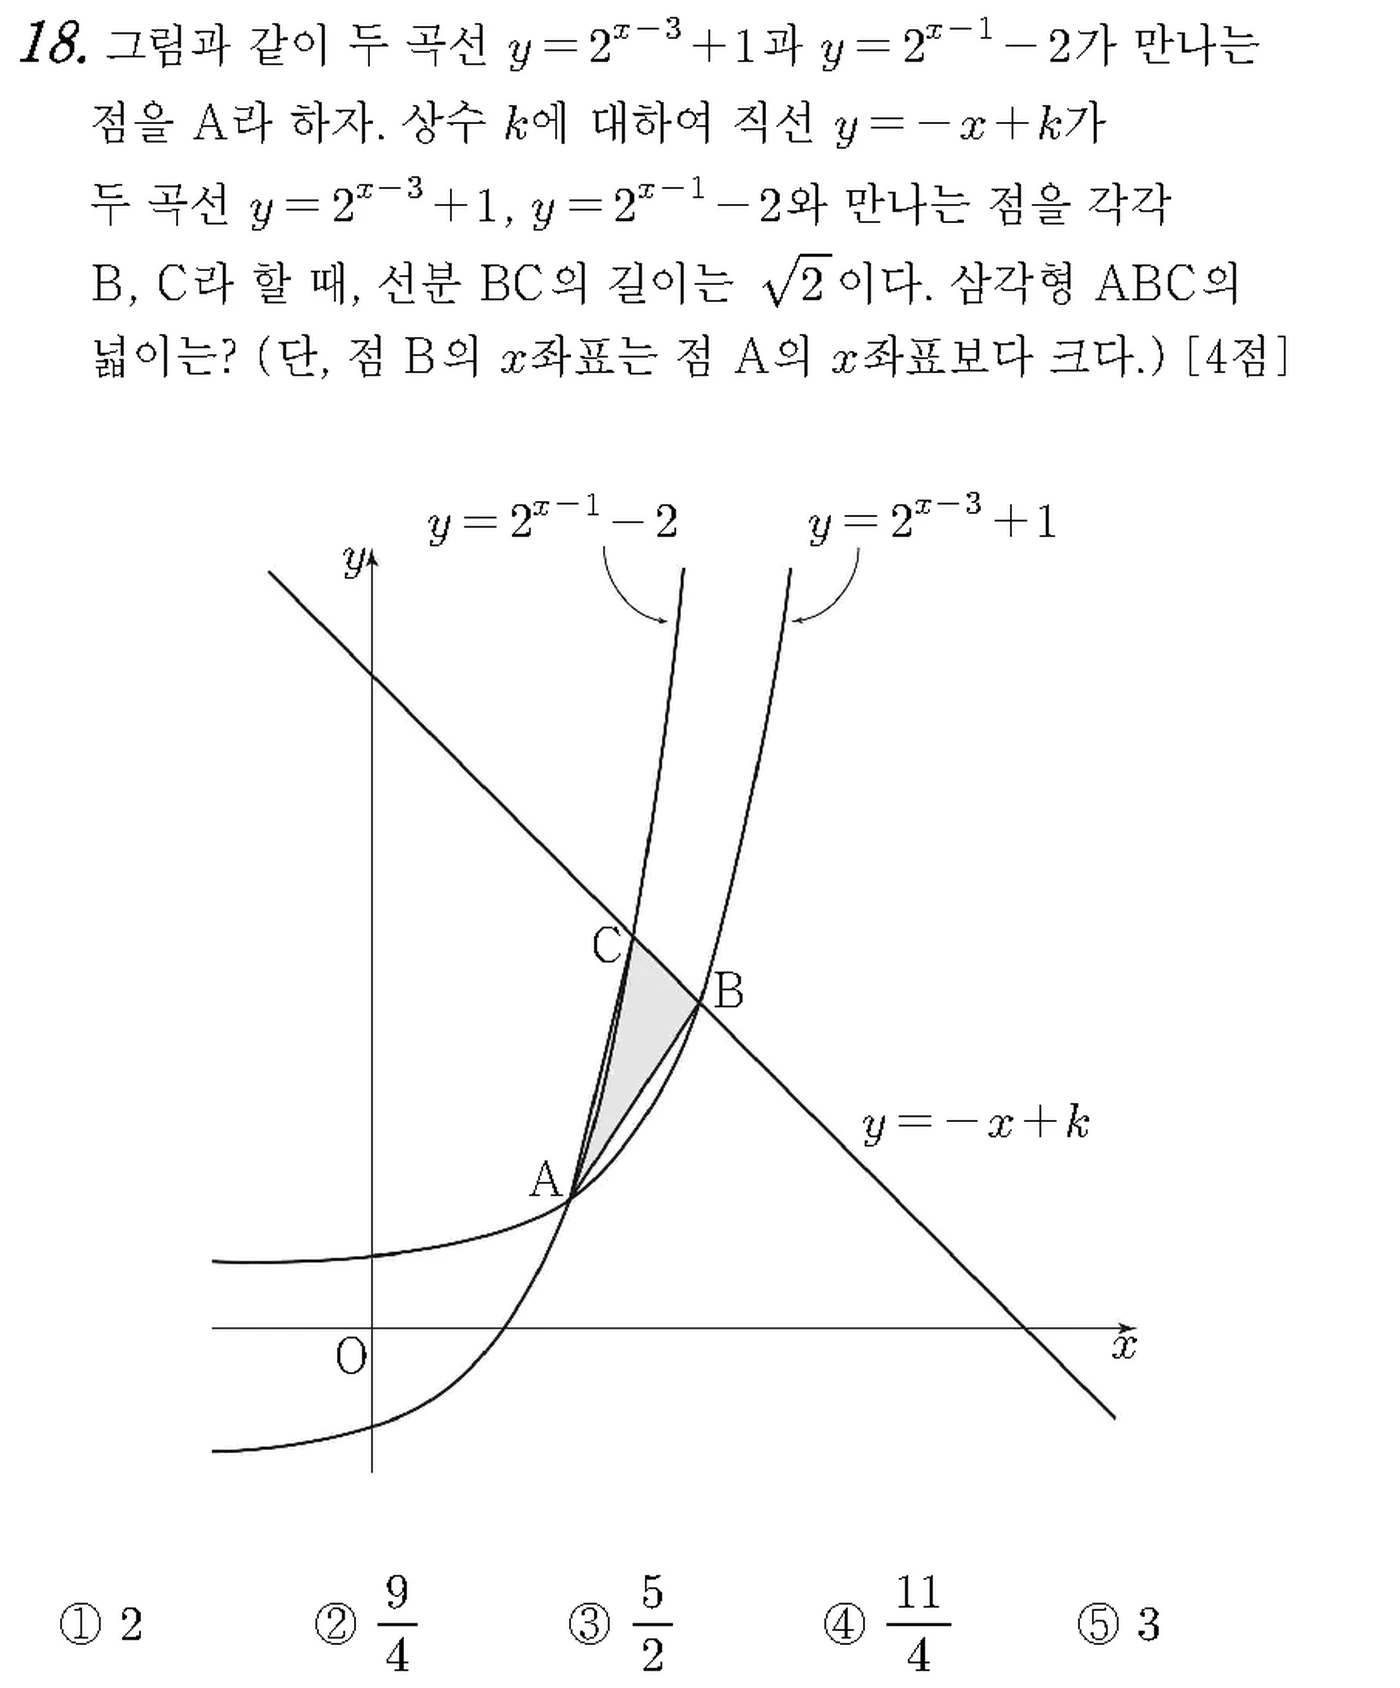 18. 그림과 같이 두 곡선 $y=2^{x-3}+1$과 $y=2^{x-1}-2$가 만나는
점을 A라 하자. 상수 $k$에 대하여 직선 $y=-x+k$가
두 곡선 $y=2^{x-3}+1$, $y=2^{x-1}-2$와 만나는 점을 각각
B, C라 할 때, 선분 BC의 길이는 $\sqrt{2}$이다. 삼각형 ABC의
넓이는? (단, 점 B의 $x$좌표는 점 A의 $x$좌표보다 크다.) [4점]
$y=2^{x-1}-2$ $y=2^{x-3}+1$
y
C
B
$y=-x+k$
A
O x
① 2 ② $\frac{9}{4}$ ③ $\frac{5}{2}$ ④ $\frac{11}{4}$ ⑤ 3